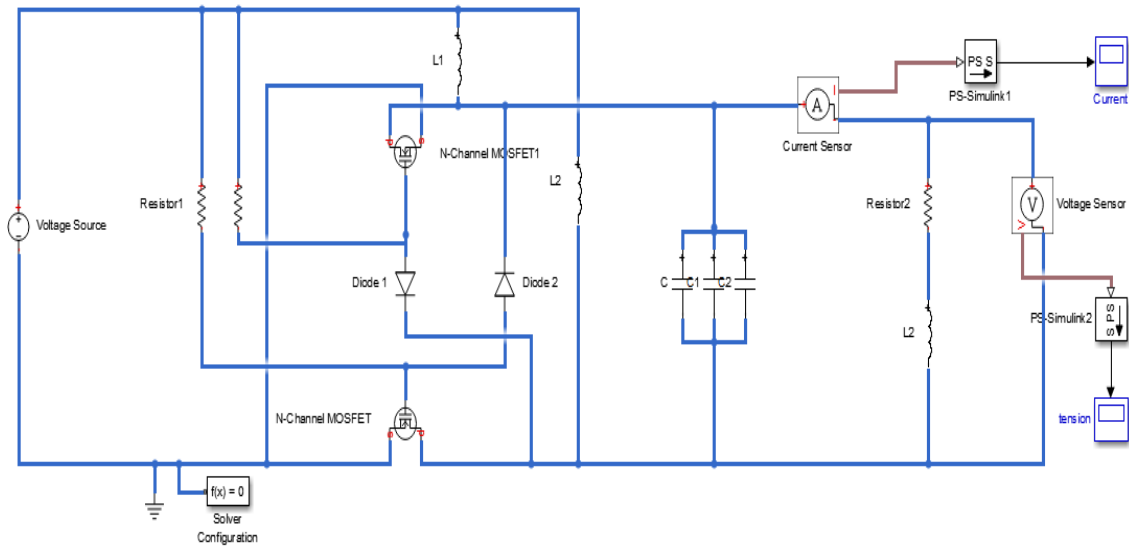 L1
PS S
PS-Simulink1
Current
A
Current Sensor
N-Channel MOSFET1
L2
Resistor1
Voltage Source
Resistor2
V
Voltage Sensor
Diode 1
Diode 2
C
C1
C2
PS-Simulink2
S PS
L2
N-Channel MOSFET
tension
f(x) = 0
Solver
Configuration